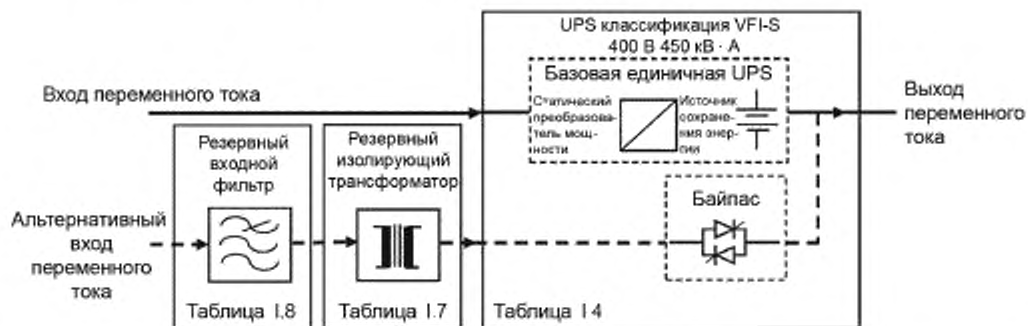 UPS классификация VFI-S
400 В 450 кВ · А
Базовая единичная UPS
Вход переменного тока
Статический
преобразова-
тель мощ-
ности
Источник
сохране-
ния энер-
гии
Выход
переменного
тока
Резервный
входной
фильтр
Резервный
изолирующий
трансформатор
Байпас
Альтернативный
вход
переменного
тока
Таблица I.8
Таблица I.7
Таблица I 4